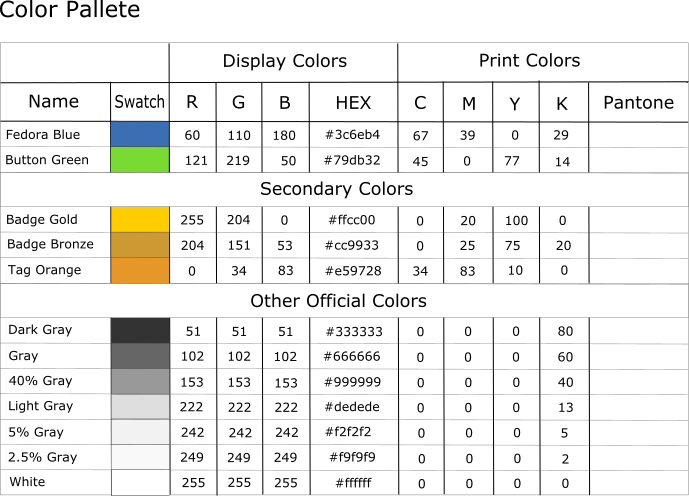 Color Pallete
Display Colors Print Colors
Name Swatch R G B HEX C M Y K Pantone
Fedora Blue 60 110 180 #3c6eb4 67 39 0 29
Button Green 121 219 50 #79db32 45 0 77 14
Secondary Colors
Badge Gold 255 204 0 #ffcc00 0 20 100 0
Badge Bronze 204 151 53 #cc9933 0 25 75 20
Tag Orange 0 34 83 #e59728 34 83 10 0
Other Official Colors
Dark Gray 51 51 51 #333333 0 0 0 80
Gray 102 102 102 #666666 0 0 0 60
40% Gray 153 153 153 #999999 0 0 0 40
Light Gray 222 222 222 #dedede 0 0 0 13
5% Gray 242 242 242 #f2f2f2 0 0 0 5
2.5% Gray 249 249 249 #f9f9f9 0 0 0 2
White 255 255 255 #ffffff 0 0 0 0